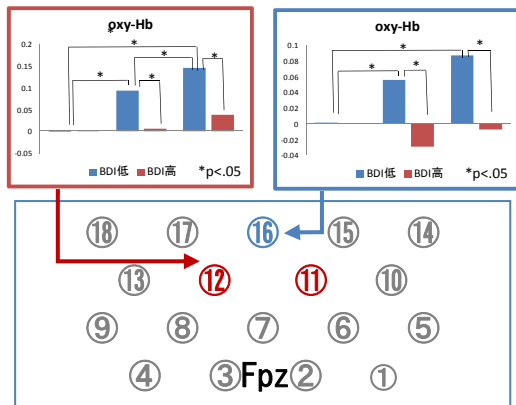 oxy-Hb
0.2
0.15
0.1
0.05
0
-0.05
*
*
*
*
*
*
BDI低
BDI高
*p<.05
oxy-Hb
0.1
0.08
0.06
0.04
0.02
0
-0.02
-0.04
*
*
*
*
*
BDI低
BDI高
*p<.05
⑱ ⑰ ⑯ ⑮ ⑭
⑬ ⑫ ⑪ ⑩
⑨ ⑧ ⑦ ⑥ ⑤
④ ③Fpz② ①